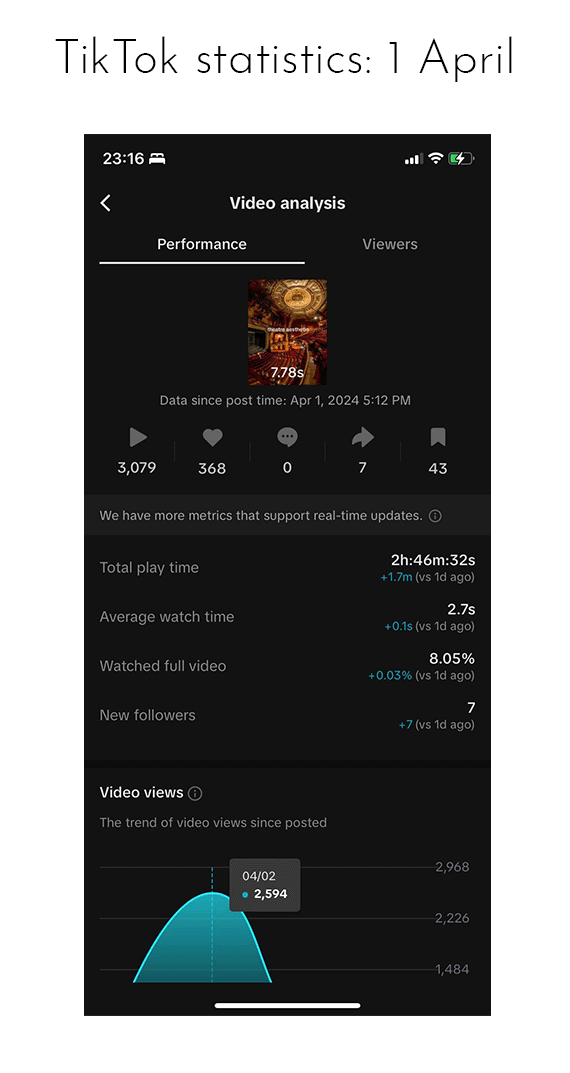 TikTok statistics: 1 April
23:16
Video analysis
Performance Viewers
theatre aesthetic
7.78s
Data since post time: Apr 1, 2024 5:12 PM
3,079 368 0 7 43
We have more metrics that support real-time updates.
Total play time 2h:46m:32s
+1.7m (vs 1d ago)
Average watch time 2.7s
+0.1s (vs 1d ago)
Watched full video 8.05%
+0.03% (vs 1d ago)
New followers 7
+7 (vs 1d ago)
Video views
The trend of video views since posted
2,968
04/02
2,594
2,226
1,484